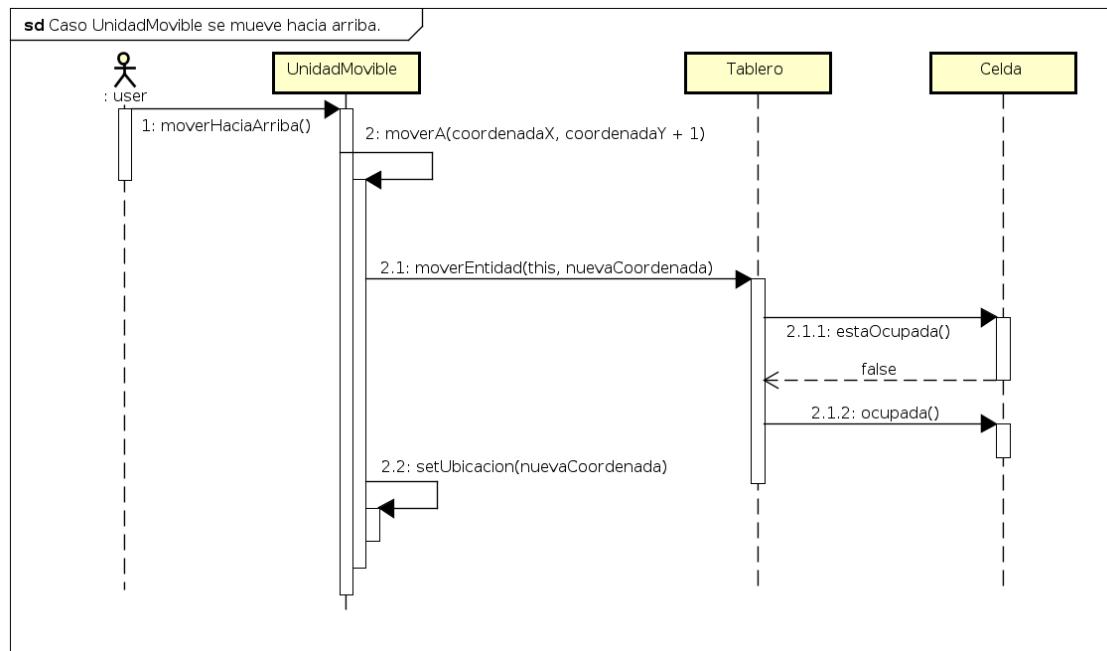 sd Caso UnidadMovible se mueve hacia arriba.
: user
UnidadMovible
Tablero
Celda
1: moverHaciaArriba()
2: moverA(coordenadaX, coordenadaY + 1)
2.1: moverEntidad(this, nuevaCoordenada)
2.1.1: estaOcupada()
false
2.1.2: ocupada()
2.2: setUbicacion(nuevaCoordenada)